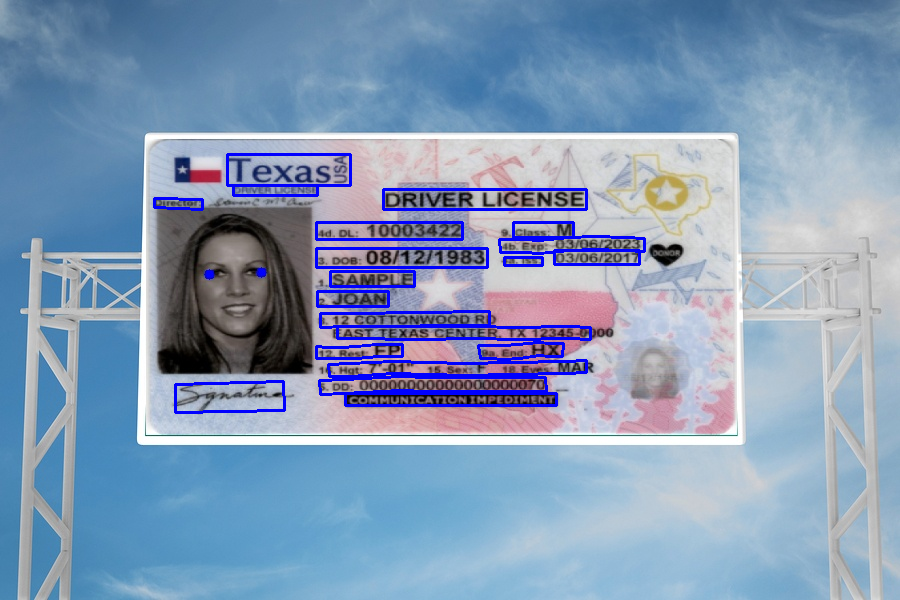 Texas USA
DRIVER LICENSE
Director
DRIVER LICENSE
4d. DL: 10003422 9. Class: M
4b. Exp: 03/06/2023
3. DOB: 08/12/1983 4a. Iss: 03/06/2017
DONOR
1. SAMPLE
2. JOAN
8. 12 COTTONWOOD RD
EAST TEXAS CENTER, TX 12345-0000
12. Rest: FP 9a. End: HX
16. Hgt: 7'-01" 15. Sex: F 18. Eyes: MAR
5. DD: 00000000000000000070
Signature
COMMUNICATION IMPEDIMENT